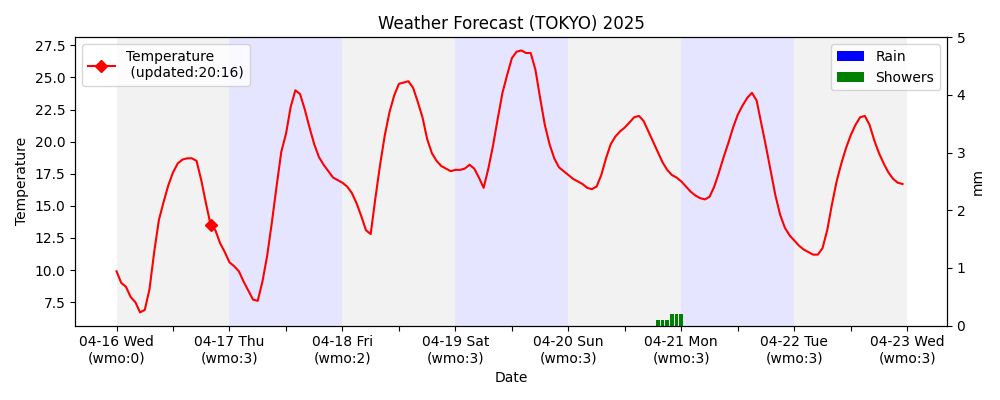 Weather Forecast (TOKYO) 2025
Temperature
(updated:20:16)
Rain
Showers
Temperature
27.5
25.0
22.5
20.0
17.5
15.0
12.5
10.0
7.5
5
4
3
2
1
0
mm
04-16 Wed
(wmo:0)
04-17 Thu
(wmo:3)
04-18 Fri
(wmo:2)
04-19 Sat
(wmo:3)
04-20 Sun
(wmo:3)
04-21 Mon
(wmo:3)
04-22 Tue
(wmo:3)
04-23 Wed
(wmo:3)
Date